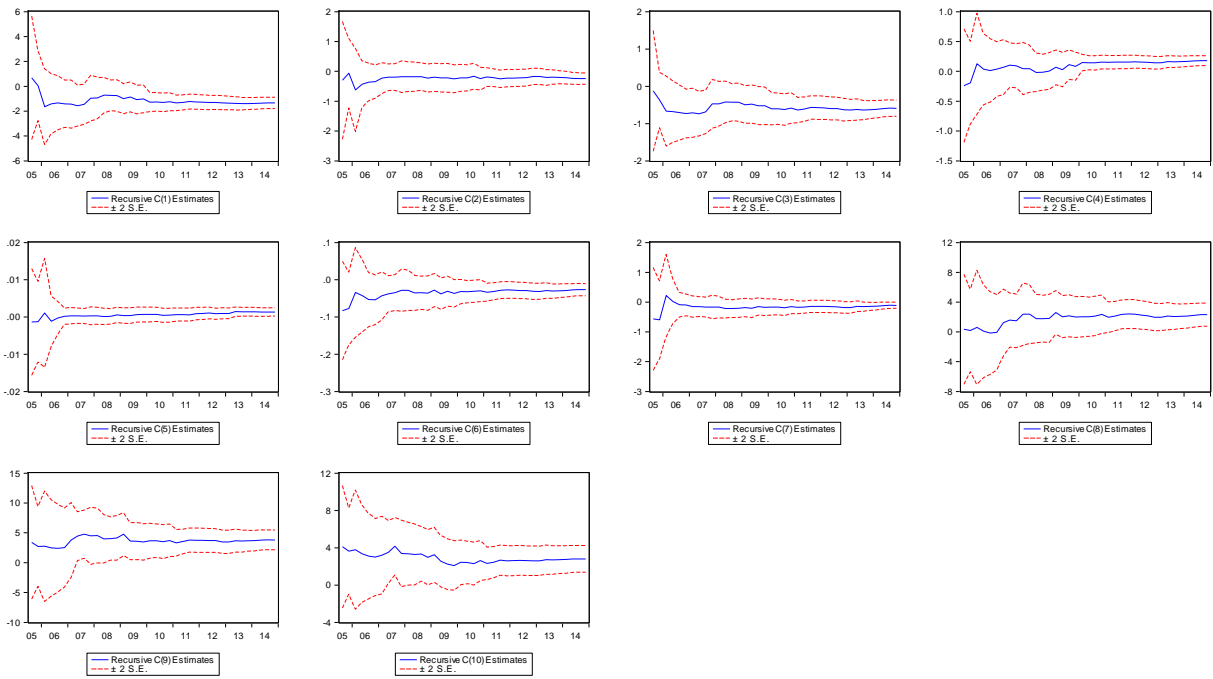 6
4
2
0
-2
-4
-6
05 06 07 08 09 10 11 12 13 14
Recursive C(1) Estimates
± 2 S.E.
2
1
0
-1
-2
-3
05 06 07 08 09 10 11 12 13 14
Recursive C(2) Estimates
± 2 S.E.
2
1
0
-1
-2
05 06 07 08 09 10 11 12 13 14
Recursive C(3) Estimates
± 2 S.E.
1.0
0.5
0.0
-0.5
-1.0
-1.5
05 06 07 08 09 10 11 12 13 14
Recursive C(4) Estimates
± 2 S.E.
.02
.01
.00
-.01
-.02
05 06 07 08 09 10 11 12 13 14
Recursive C(5) Estimates
± 2 S.E.
.1
.0
-.1
-.2
-.3
05 06 07 08 09 10 11 12 13 14
Recursive C(6) Estimates
± 2 S.E.
2
1
0
-1
-2
-3
05 06 07 08 09 10 11 12 13 14
Recursive C(7) Estimates
± 2 S.E.
12
8
4
0
-4
-8
05 06 07 08 09 10 11 12 13 14
Recursive C(8) Estimates
± 2 S.E.
15
10
5
0
-5
-10
05 06 07 08 09 10 11 12 13 14
Recursive C(9) Estimates
± 2 S.E.
12
8
4
0
-4
05 06 07 08 09 10 11 12 13 14
Recursive C(10) Estimates
± 2 S.E.